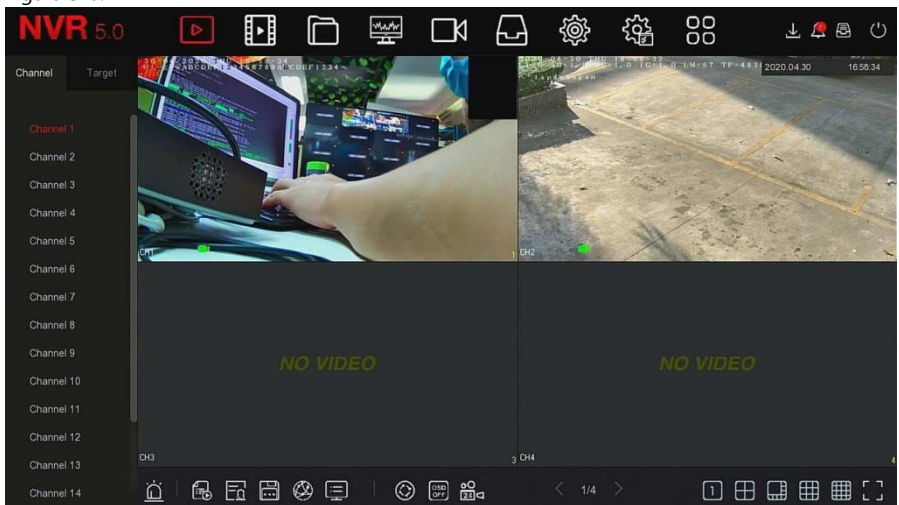 NVR 5.0
2020.04.30 16:58:34
Channel Target
Channel 1
Channel 2
Channel 3
Channel 4
Channel 5
Channel 6
Channel 7
Channel 8
Channel 9
Channel 10
Channel 11
Channel 12
Channel 13
Channel 14
CH1 1
CH2
NO VIDEO
NO VIDEO
CH3 3
CH4 4
OSD OFF
24
1/4
1